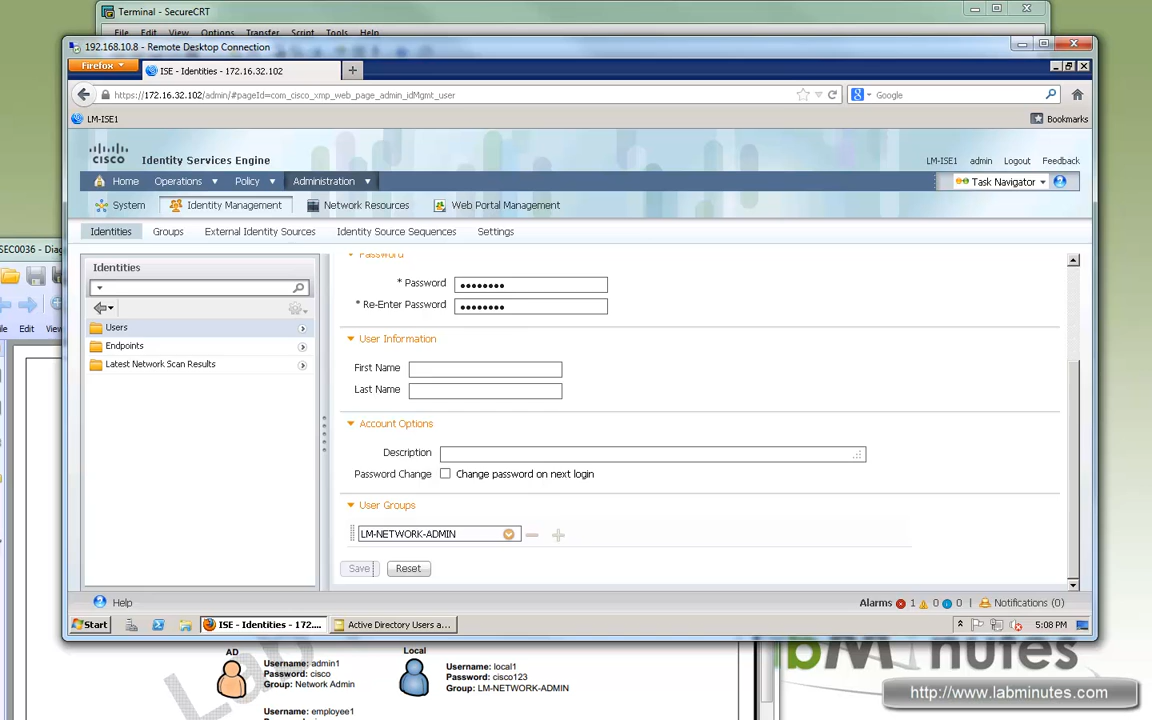 Terminal - SecureCRT
File Edit View Options Transfer Script Tools Help
192.168.10.8 - Remote Desktop Connection
Firefox
ISE - Identities - 172.16.32.102
https://172.16.32.102/admin/#pageId=com_cisco_xmp_web_page_admin_idMgmt_user
Google
LM-ISE1
Bookmarks
CISCO Identity Services Engine
LM-ISE1 admin Logout Feedback
Home Operations Policy Administration
Task Navigator
System Identity Management Network Resources Web Portal Management
Identities Groups External Identity Sources Identity Source Sequences Settings
SEC0036 - Dia
Identities
Users
Endpoints
Latest Network Scan Results
Edit View
Password
* Password ••••••••
* Re-Enter Password ••••••••
User Information
First Name
Last Name
Account Options
Description
Password Change Change password on next login
User Groups
LM-NETWORK-ADMIN
Save Reset
Help
Alarms 1 0 0 Notifications (0)
Start
ISE - Identities - 172....
Active Directory Users a...
5:08 PM
AD
Username: admin1
Password: cisco
Group: Network Admin
Username: employee1
Local
Username: local1
Password: cisco123
Group: LM-NETWORK-ADMIN
http://www.labminutes.com